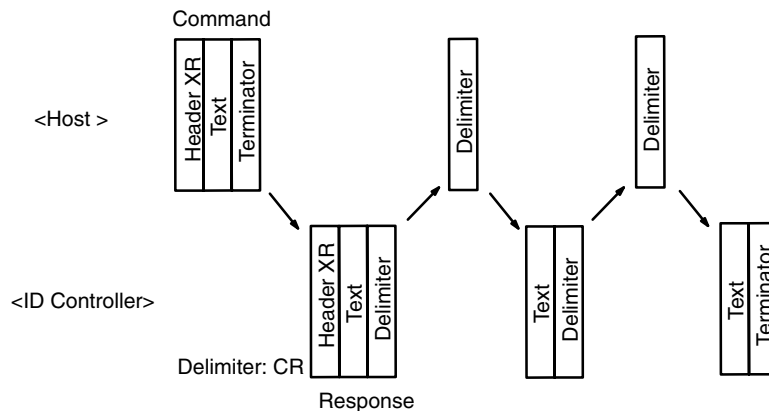 Command
<Host >
Header XR
Text
Terminator
Delimiter
Delimiter
<ID Controller>
Header XR
Text
Delimiter
Text
Delimiter
Text
Terminator
Delimiter: CR
Response